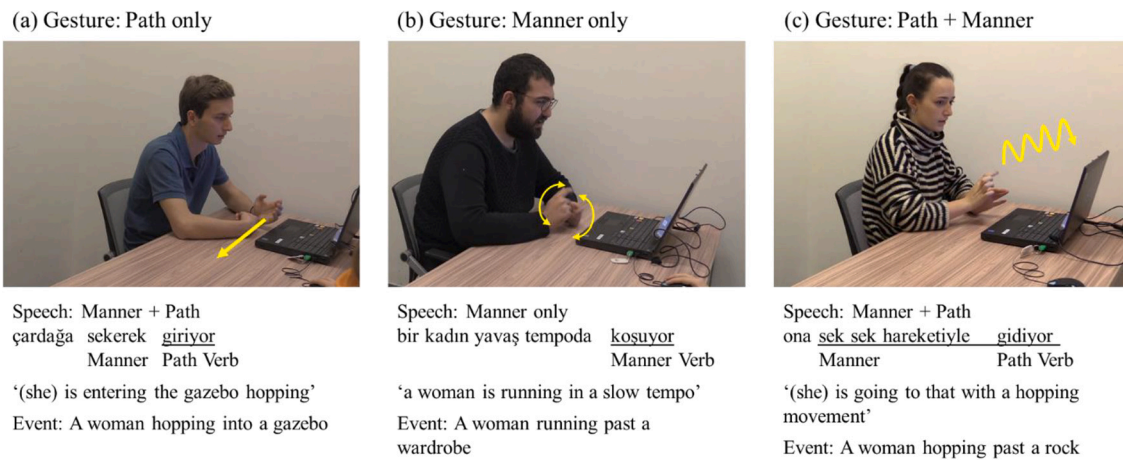 (a) Gesture: Path only
Speech: Manner + Path
çardağa sekerek giriyor
Manner Path Verb
‘(she) is entering the gazebo hopping’
Event: A woman hopping into a gazebo
(b) Gesture: Manner only
Speech: Manner only
bir kadın yavaş tempoda koşuyor
Manner Verb
‘a woman is running in a slow tempo’
Event: A woman running past a
wardrobe
(c) Gesture: Path + Manner
Speech: Manner + Path
ona sek sek hareketiyle gidiyor
Manner Path Verb
‘(she) is going to that with a hopping
movement’
Event: A woman hopping past a rock